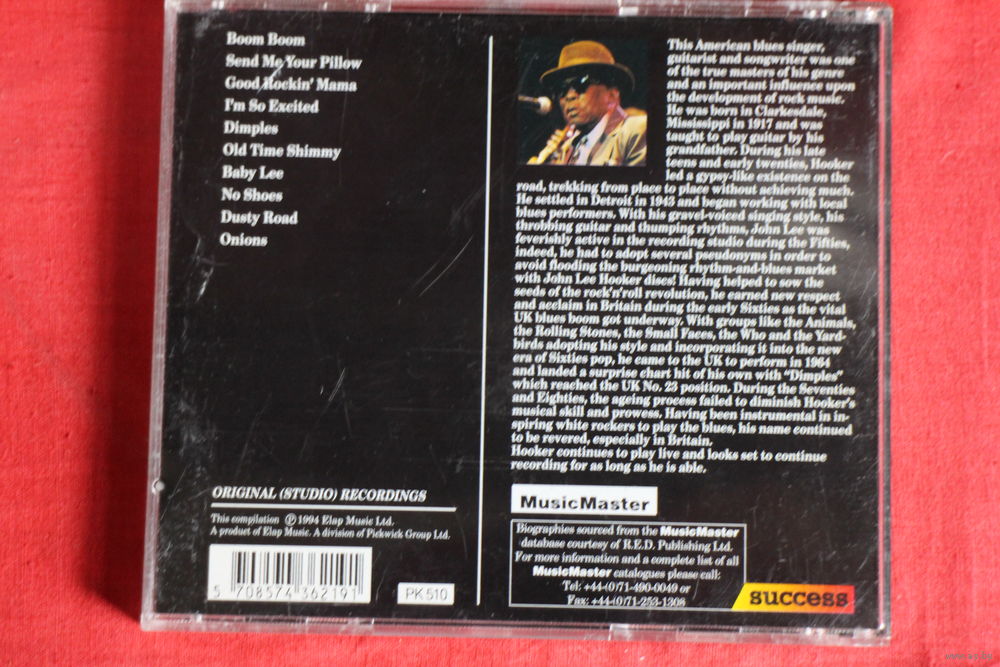 Boom Boom
Send Me Your Pillow
Good Rockin' Mama
I'm So Excited
Dimples
Old Time Shimmy
Baby Lee
No Shoes
Dusty Road
Onions
ORIGINAL (STUDIO) RECORDINGS
This compilation Ⓟ 1994 Elap Music Ltd.
A product of Elap Music. A division of Pickwick Group Ltd.
5 708574 362191
PK 510
This American blues singer,
guitarist and songwriter was one
of the true masters of his genre
and an important influence upon
the development of rock music.
He was born in Clarkesdale,
Mississippi in 1917 and was
taught to play guitar by his
grandfather. During his late
teens and early twenties, Hooker
led a gypsy-like existence on the
road, trekking from place to place without achieving much.
He settled in Detroit in 1943 and began working with local
blues performers. With his gravel-voiced singing style, his
throbbing guitar and thumping rhythms, John Lee was
feverishly active in the recording studio during the Fifties,
indeed, he had to adopt several pseudonyms in order to
avoid flooding the burgeoning rhythm-and-blues market
with John Lee Hooker discs! Having helped to sow the
seeds of the rock'n'roll revolution, he earned new respect
and acclaim in Britain during the early Sixties as the vital
UK blues boom got underway. With groups like the Animals,
the Rolling Stones, the Small Faces, the Who and the Yard-
birds adopting his style and incorporating it into the new
era of Sixties pop, he came to the UK to perform in 1964
and landed a surprise chart hit of his own with "Dimples"
which reached the UK No. 23 position. During the Seventies
and Eighties, the ageing process failed to diminish Hooker's
musical skill and prowess. Having been instrumental in in-
spiring white rockers to play the blues, his name continued
to be revered, especially in Britain.
Hooker continues to play live and looks set to continue
recording for as long as he is able.
MusicMaster
Biographies sourced from the MusicMaster
database courtesy of R.E.D. Publishing Ltd.
For more information and a complete list of all
MusicMaster catalogues please call:
Tel: +44-(0)71-490-0049 or
Fax: +44-(0)71-253-1308
success